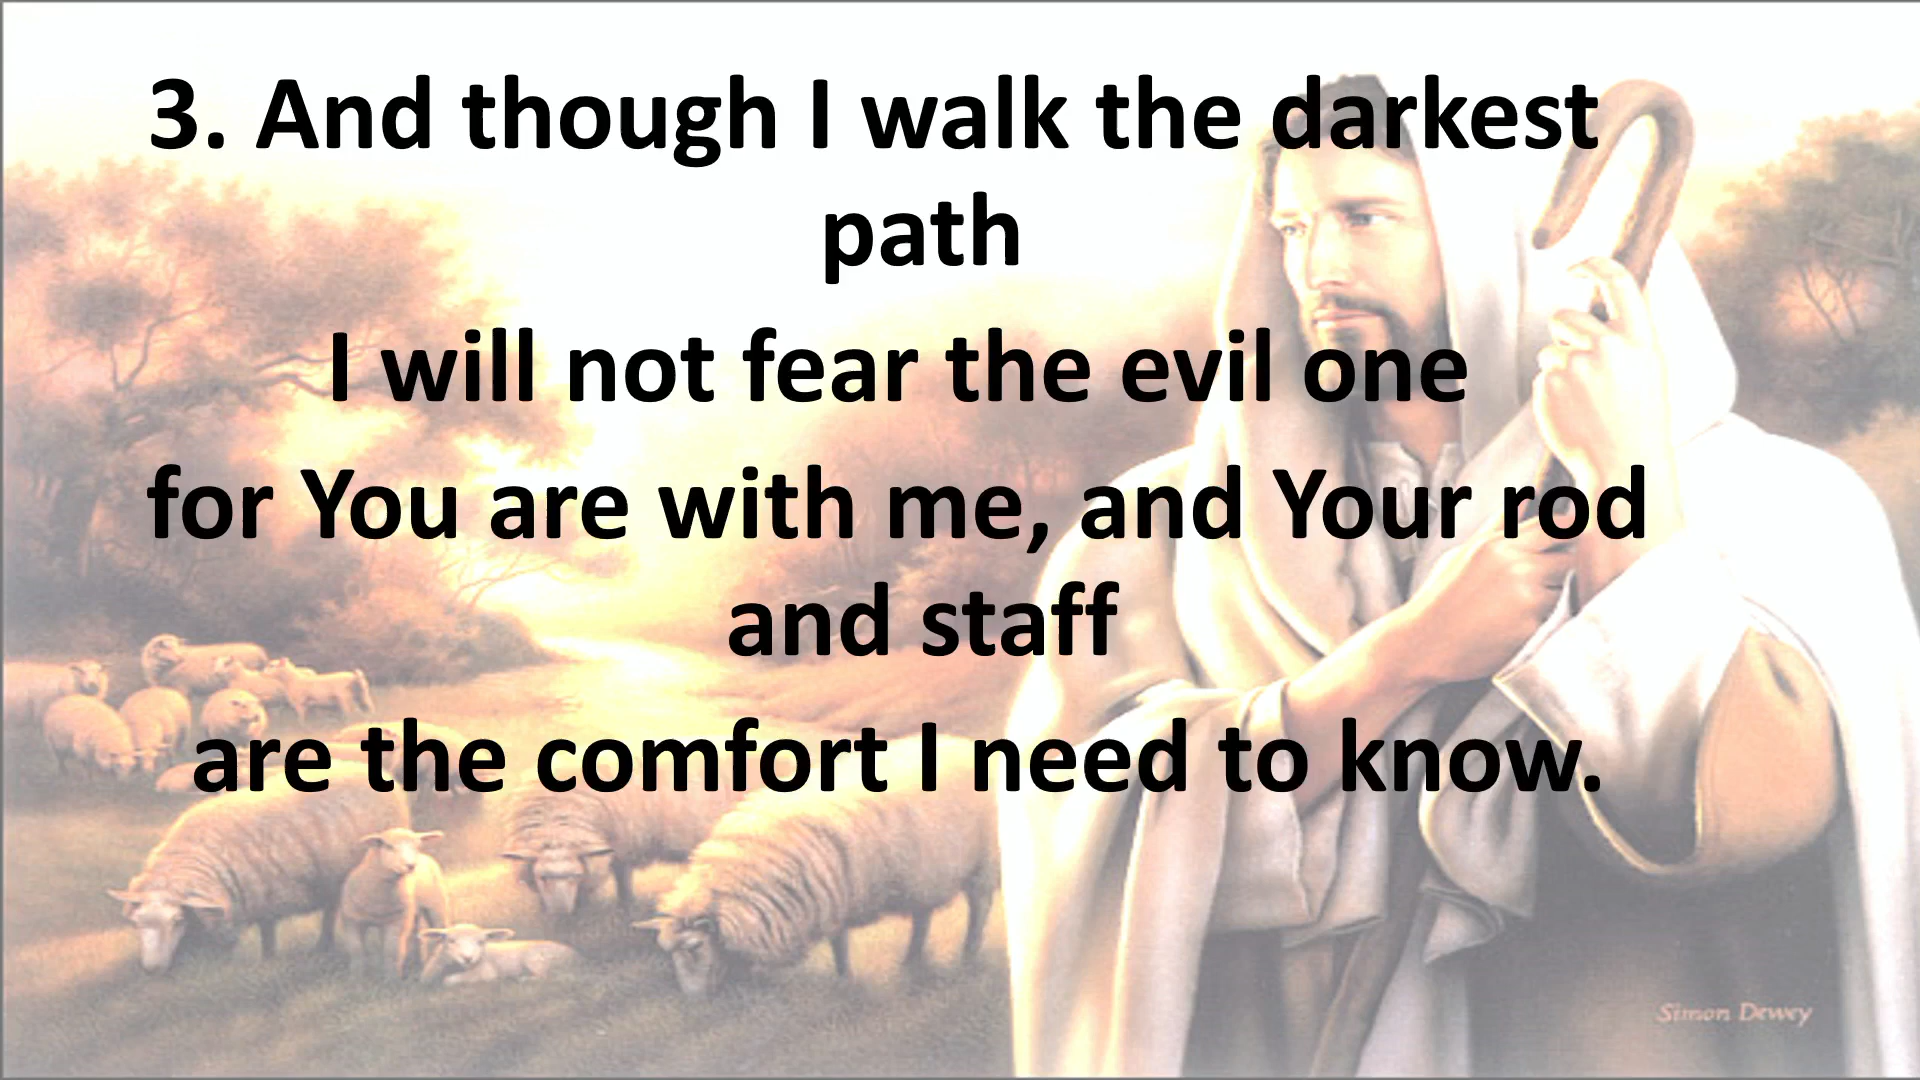 3. And though I walk the darkest
path
I will not fear the evil one
for You are with me, and Your rod
and staff
are the comfort I need to know.
Simon Dewey